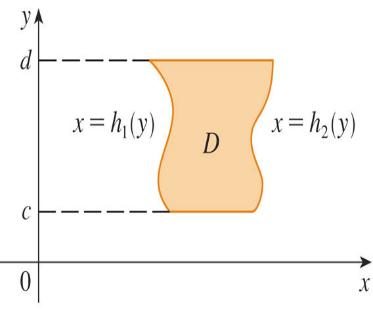 y
d
x = h₁(y)
D
x = h₂(y)
c
0
x